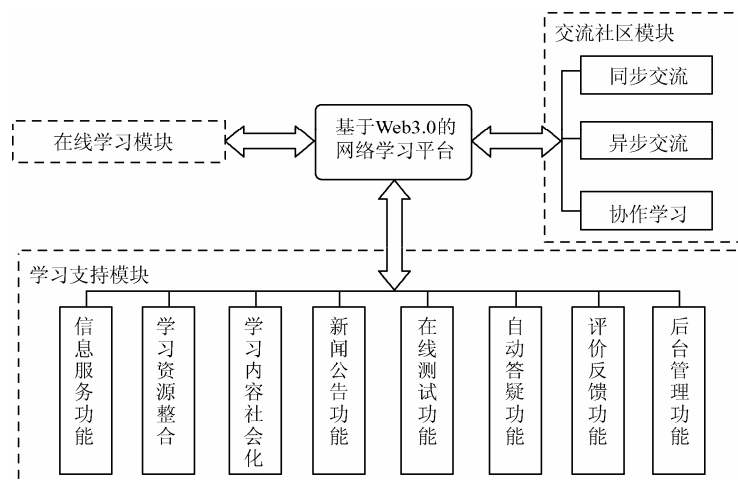 交流社区模块
同步交流
基于Web3.0的
网络学习平台
在线学习模块
异步交流
协作学习
学习支持模块
信息服务功能
学习资源整合
学习内容社会化
新闻公告功能
在线测试功能
自动答疑功能
评价反馈功能
后台管理功能